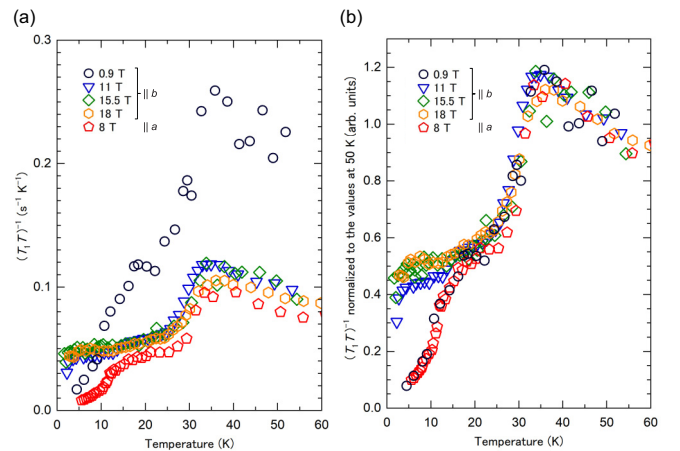 (a)
(T₁T)⁻¹ (s⁻¹ K⁻¹)
0.3
0.2
0.1
0.0
0.9 T
11 T
15.5 T
18 T
8 T
|| b
|| a
0 10 20 30 40 50 60
Temperature (K)
(b)
(T₁T)⁻¹ normalized to the values at 50 K (arb. units)
1.2
1.0
0.8
0.6
0.4
0.2
0.0
0.9 T
11 T
15.5 T
18 T
8 T
|| b
|| a
0 10 20 30 40 50 60
Temperature (K)